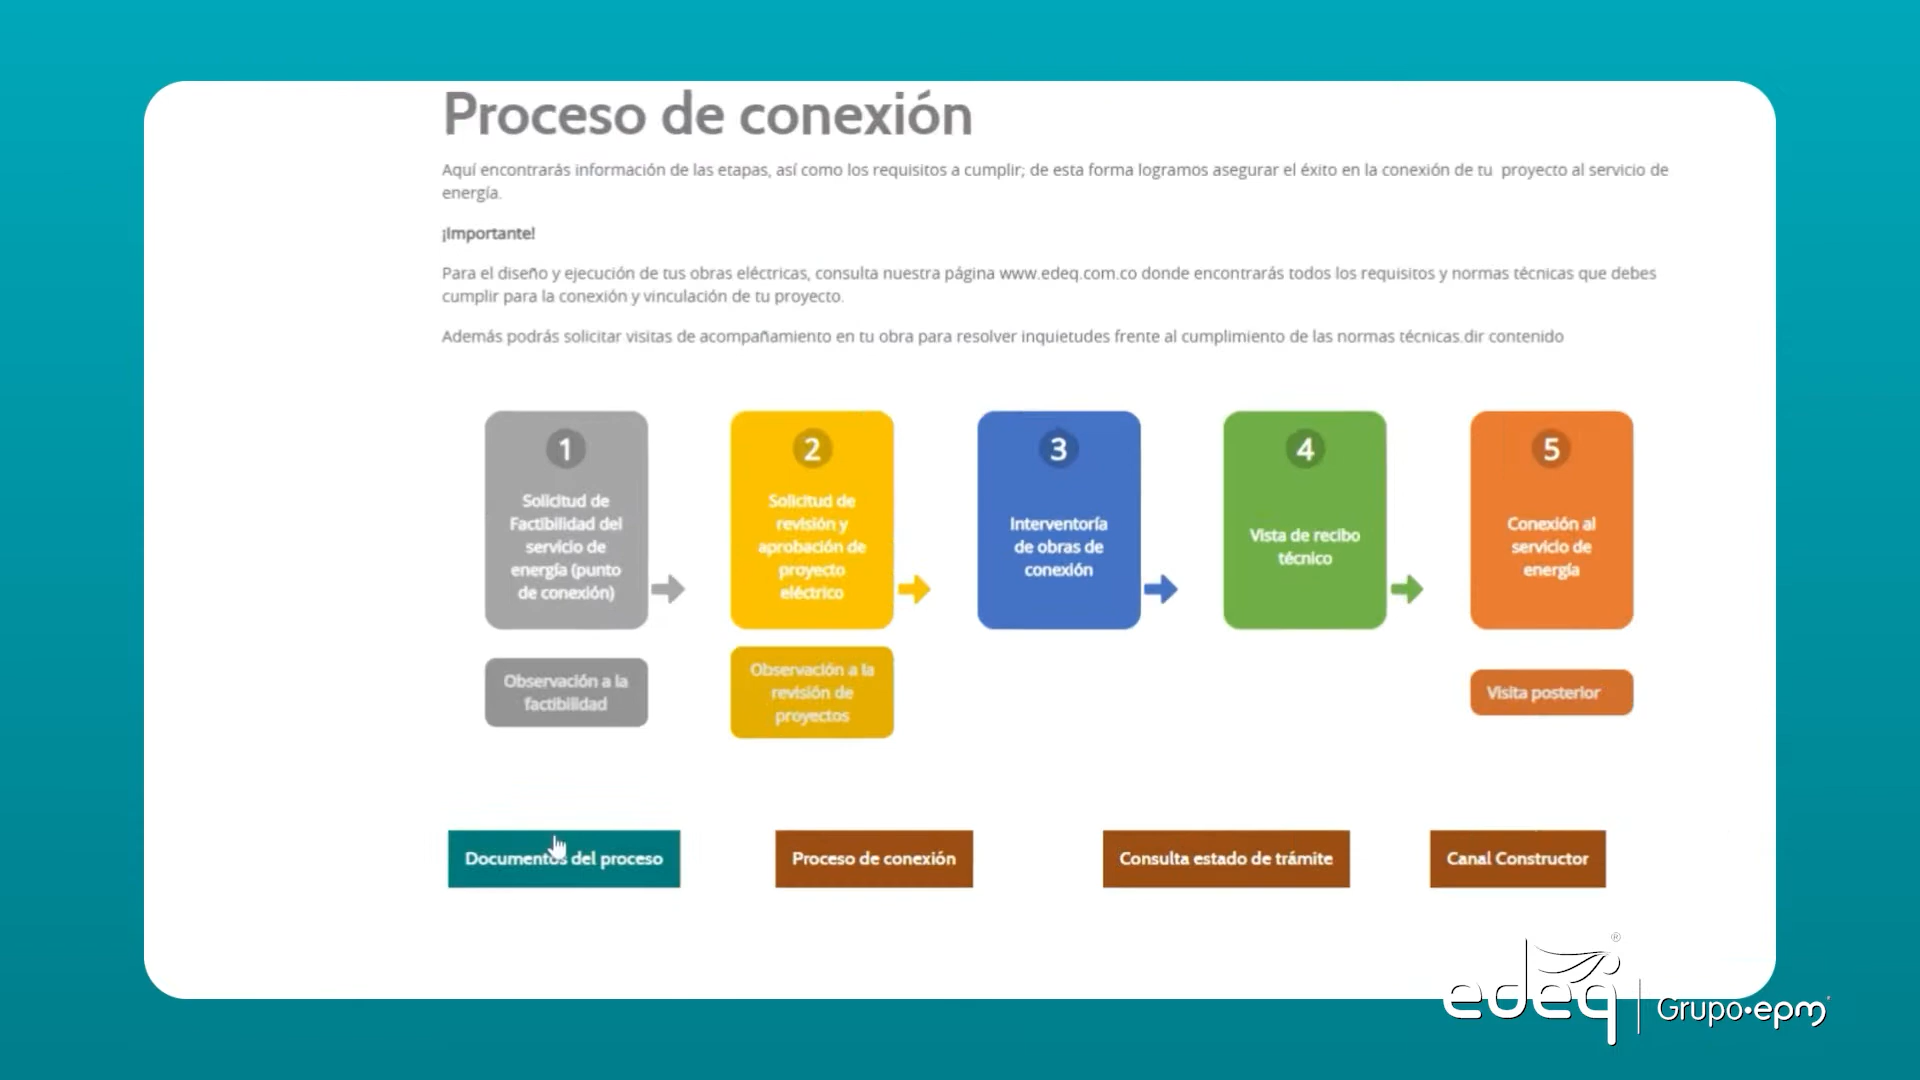 Proceso de conexión
Aquí encontrarás información de las etapas, así como los requisitos a cumplir; de esta forma logramos asegurar el éxito en la conexión de tu proyecto al servicio de
energía.
¡Importante!
Para el diseño y ejecución de tus obras eléctricas, consulta nuestra página www.edeq.com.co donde encontrarás todos los requisitos y normas técnicas que debes
cumplir para la conexión y vinculación de tu proyecto.
Además podrás solicitar visitas de acompañamiento en tu obra para resolver inquietudes frente al cumplimiento de las normas técnicas.dir contenido
1
Solicitud de
Factibilidad del
servicio de
energía (punto
de conexión)
2
Solicitud de
revisión y
aprobación de
proyecto
eléctrico
3
Interventoría
de obras de
conexión
4
Vista de recibo
técnico
5
Conexión al
servicio de
energía
Observación a la
factibilidad
Observación a la
revisión de
proyectos
Visita posterior
Documentos del proceso
Proceso de conexión
Consulta estado de trámite
Canal Constructor
edeq®
Grupo•epm®